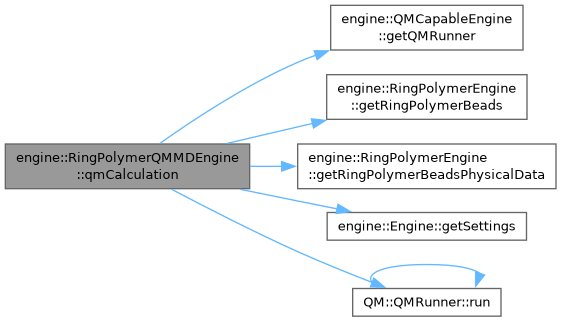 engine::RingPolymerQMMDEngine
::qmCalculation
engine::QMCapableEngine
::getQMRunner
engine::RingPolymerEngine
::getRingPolymerBeads
engine::RingPolymerEngine
::getRingPolymerBeadsPhysicalData
engine::Engine::getSettings
QM::QMRunner::run